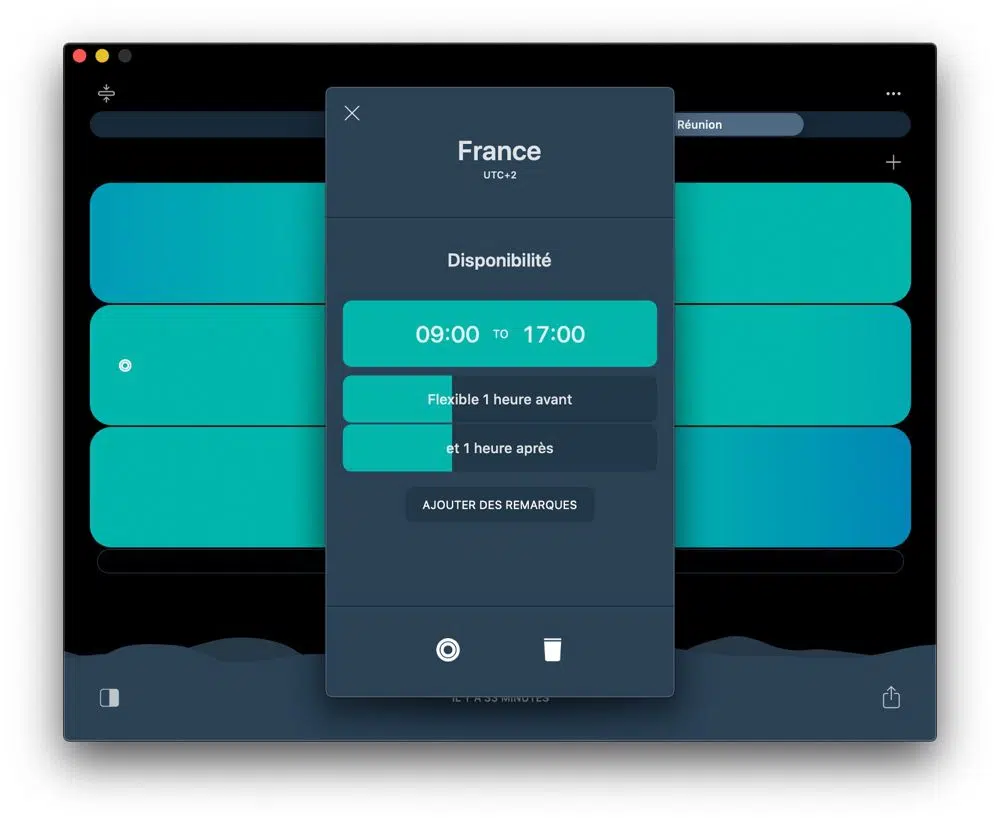 Réunion
France
UTC+2
Disponibilité
09:00 TO 17:00
Flexible 1 heure avant
et 1 heure après
AJOUTER DES REMARQUES
IL Y A 33 MINUTES